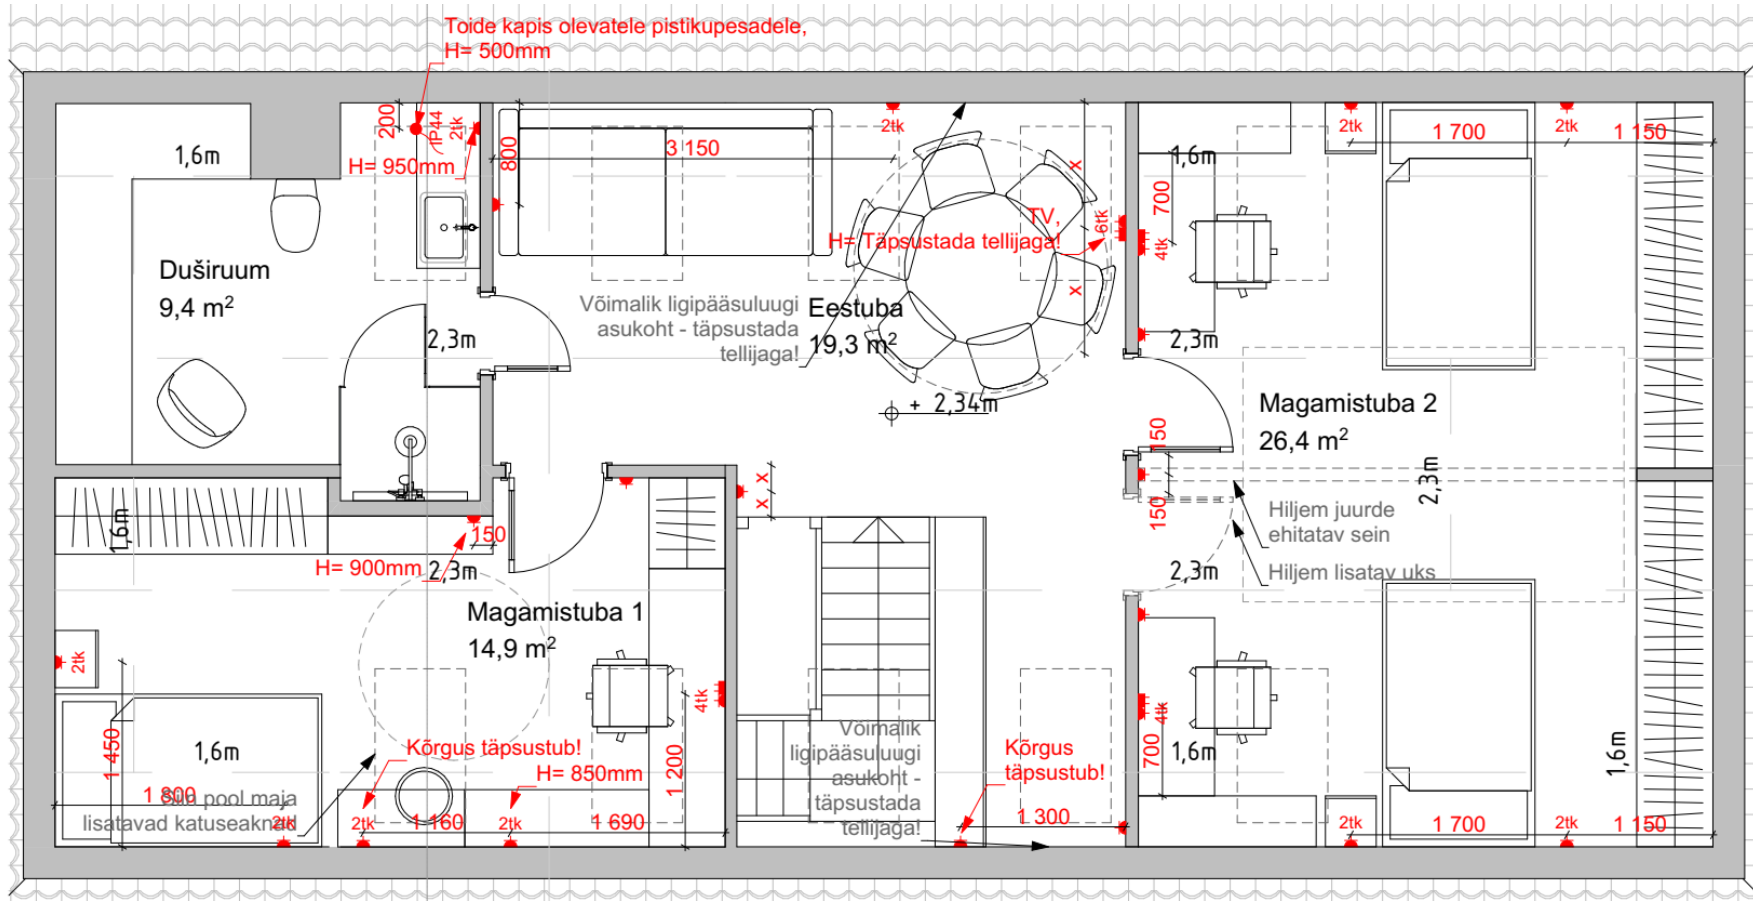 Toide kapis olevatele pistikupesadele,
H= 500mm
200
IP44
2tk
H= 950mm
1,6m
800
3 150
2tk
x
TV,
H= Täpsustada tellijaga!
6tk
x
1,6m
700
4tk
2tk
1 700
2tk
1 150
Duširuum
9,4 m²
2,3m
Võimalik ligipääsuluugi
asukoht - täpsustada
tellijaga!
Eestuba
19,3 m²
+ 2,34m
2,3m
Magamistuba 2
26,4 m²
150
2,3m
150
Hiljem juurde
ehitatav sein
Hiljem lisatav uks
2,3m
1,6m
150
H= 900mm
2,3m
x
x
Magamistuba 1
14,9 m²
2tk
4tk
1 450
1,6m
Kõrgus täpsustub!
H= 850mm
1 200
1 800
pool maja
lisatavad katuseaknad
2tk
2tk
1 160
2tk
1 690
Võimalik
ligipääsuluugi
asukoht -
täpsustada
tellijaga!
Kõrgus
täpsustub!
1 300
4tk
700
1,6m
1,6m
2tk
1 700
2tk
1 150